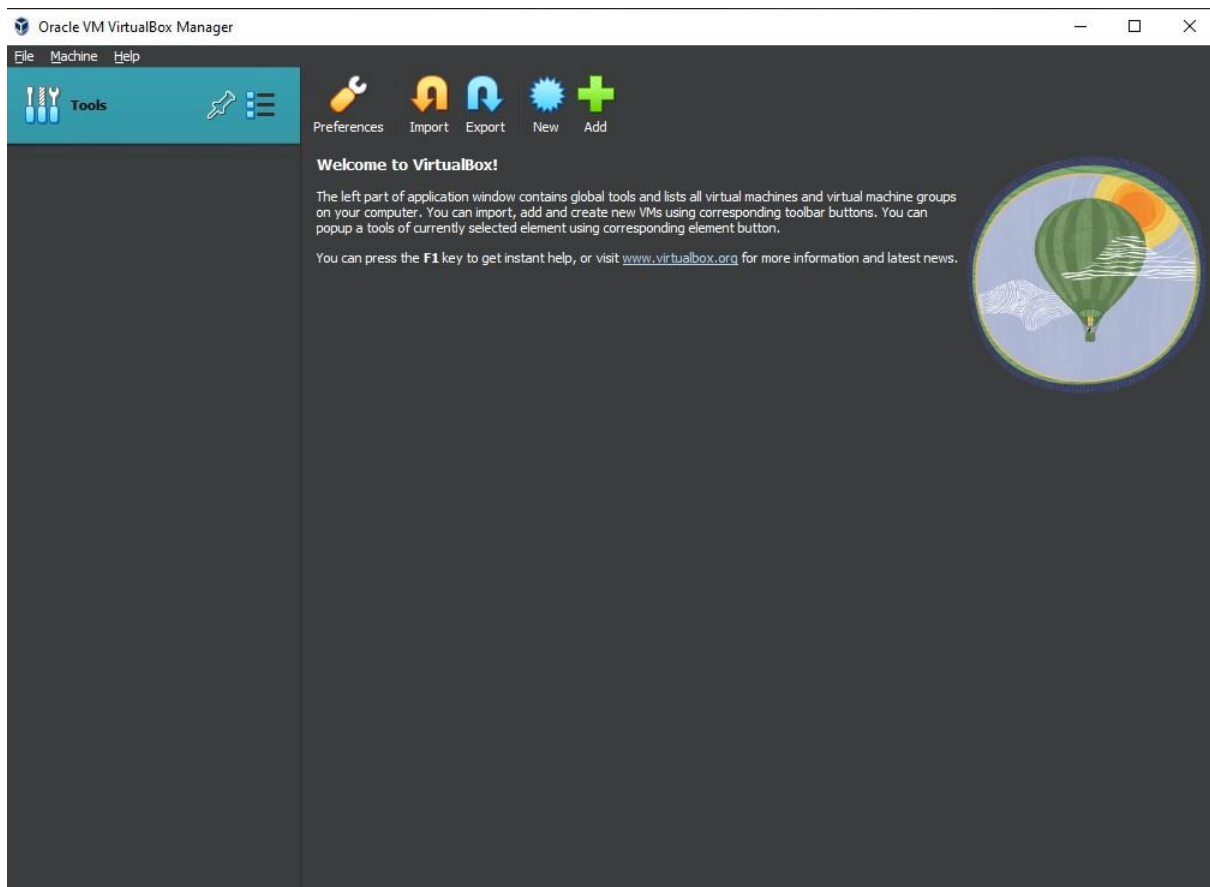 Oracle VM VirtualBox Manager
File Machine Help
Tools
Preferences Import Export New Add
Welcome to VirtualBox!
The left part of application window contains global tools and lists all virtual machines and virtual machine groups
on your computer. You can import, add and create new VMs using corresponding toolbar buttons. You can
popup a tools of currently selected element using corresponding element button.
You can press the F1 key to get instant help, or visit www.virtualbox.org for more information and latest news.